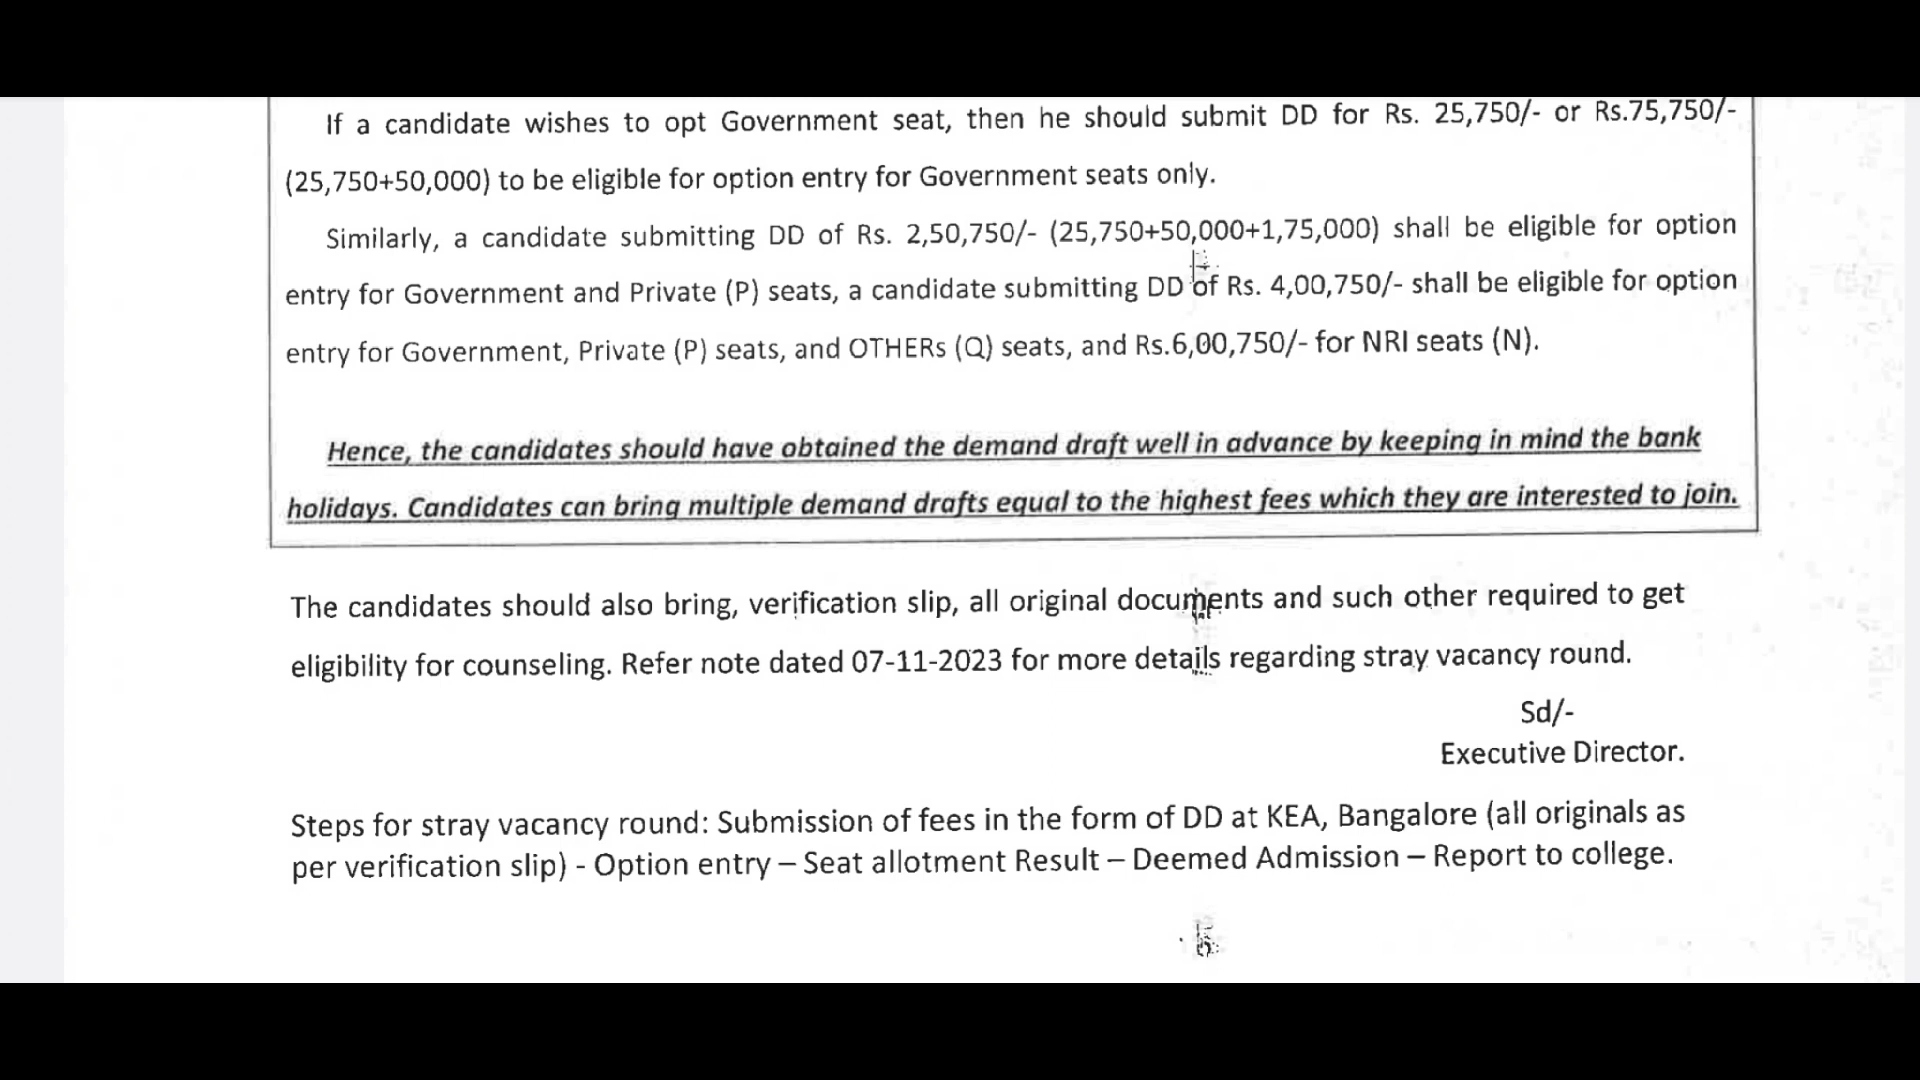 If a candidate wishes to opt Government seat, then he should submit DD for Rs. 25,750/- or Rs.75,750/-
(25,750+50,000) to be eligible for option entry for Government seats only.
Similarly, a candidate submitting DD of Rs. 2,50,750/- (25,750+50,000+1,75,000) shall be eligible for option
entry for Government and Private (P) seats, a candidate submitting DD of Rs. 4,00,750/- shall be eligible for option
entry for Government, Private (P) seats, and OTHERs (Q) seats, and Rs.6,00,750/- for NRI seats (N).
Hence, the candidates should have obtained the demand draft well in advance by keeping in mind the bank
holidays. Candidates can bring multiple demand drafts equal to the highest fees which they are interested to join.
The candidates should also bring, verification slip, all original documents and such other required to get
eligibility for counseling. Refer note dated 07-11-2023 for more details regarding stray vacancy round.
Sd/-
Executive Director.
Steps for stray vacancy round: Submission of fees in the form of DD at KEA, Bangalore (all originals as
per verification slip) - Option entry – Seat allotment Result – Deemed Admission – Report to college.